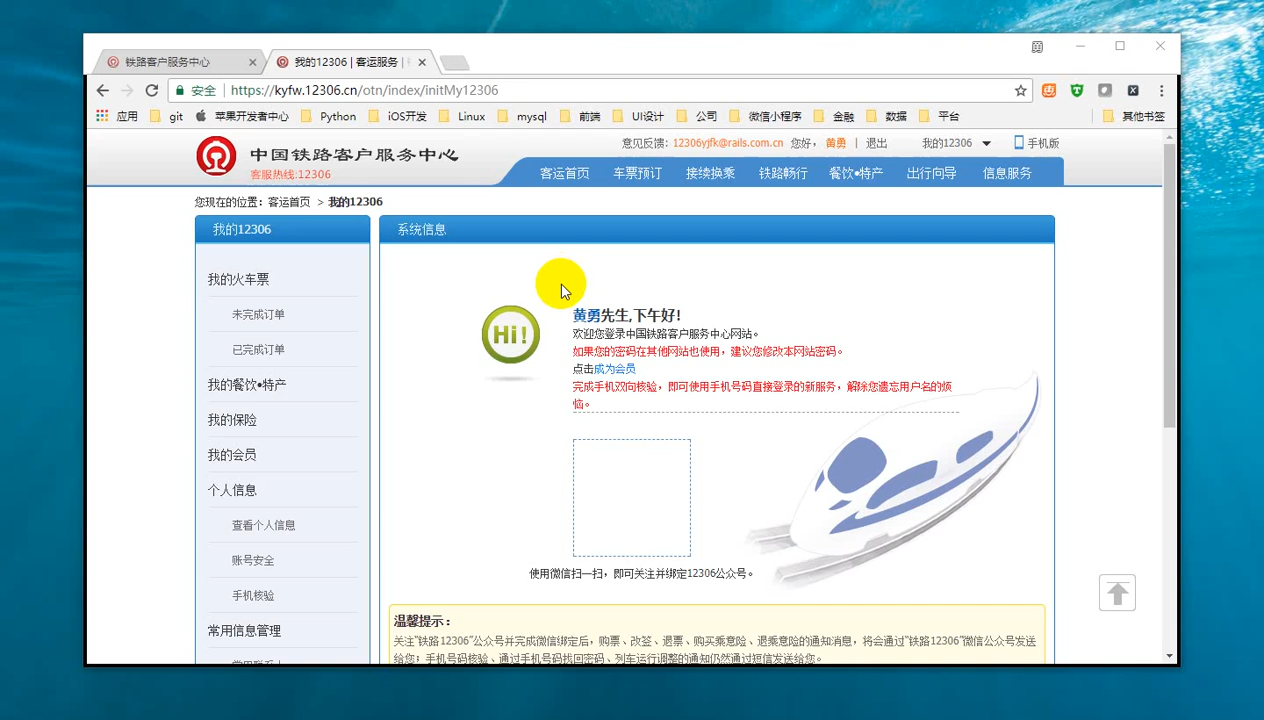 铁路客户服务中心
我的12306 | 客运服务 |
安全 | https://kyfw.12306.cn/otn/index/initMy12306
应用 git 苹果开发者中心 Python iOS开发 Linux mysql 前端 UI设计 公司 微信小程序 金融 数据 平台 其他书签
意见反馈：12306yjfk@rails.com.cn 您好，黄勇 | 退出 我的12306 手机版
中国铁路客户服务中心
客服热线:12306
客运首页 车票预订 接续换乘 铁路畅行 餐饮•特产 出行向导 信息服务
您现在的位置：客运首页 > 我的12306
我的12306
系统信息
我的火车票
未完成订单
已完成订单
我的餐饮•特产
我的保险
我的会员
个人信息
查看个人信息
账号安全
手机核验
常用信息管理
Hi!
黄勇先生,下午好!
欢迎您登录中国铁路客户服务中心网站。
如果您的密码在其他网站也使用，建议您修改本网站密码。
点击成为会员
完成手机双向核验，即可使用手机号码直接登录的新服务，解除您遗忘用户名的烦
恼。
使用微信扫一扫，即可关注并绑定12306公众号。
温馨提示：
关注"铁路12306"公众号并完成微信绑定后，购票、改签、退票、购买乘意险、退乘意险的通知消息，将会通过"铁路12306"微信公众号发送
给您；手机号码核验、通过手机号码找回密码、列车运行调整的通知仍然通过短信发送给您。